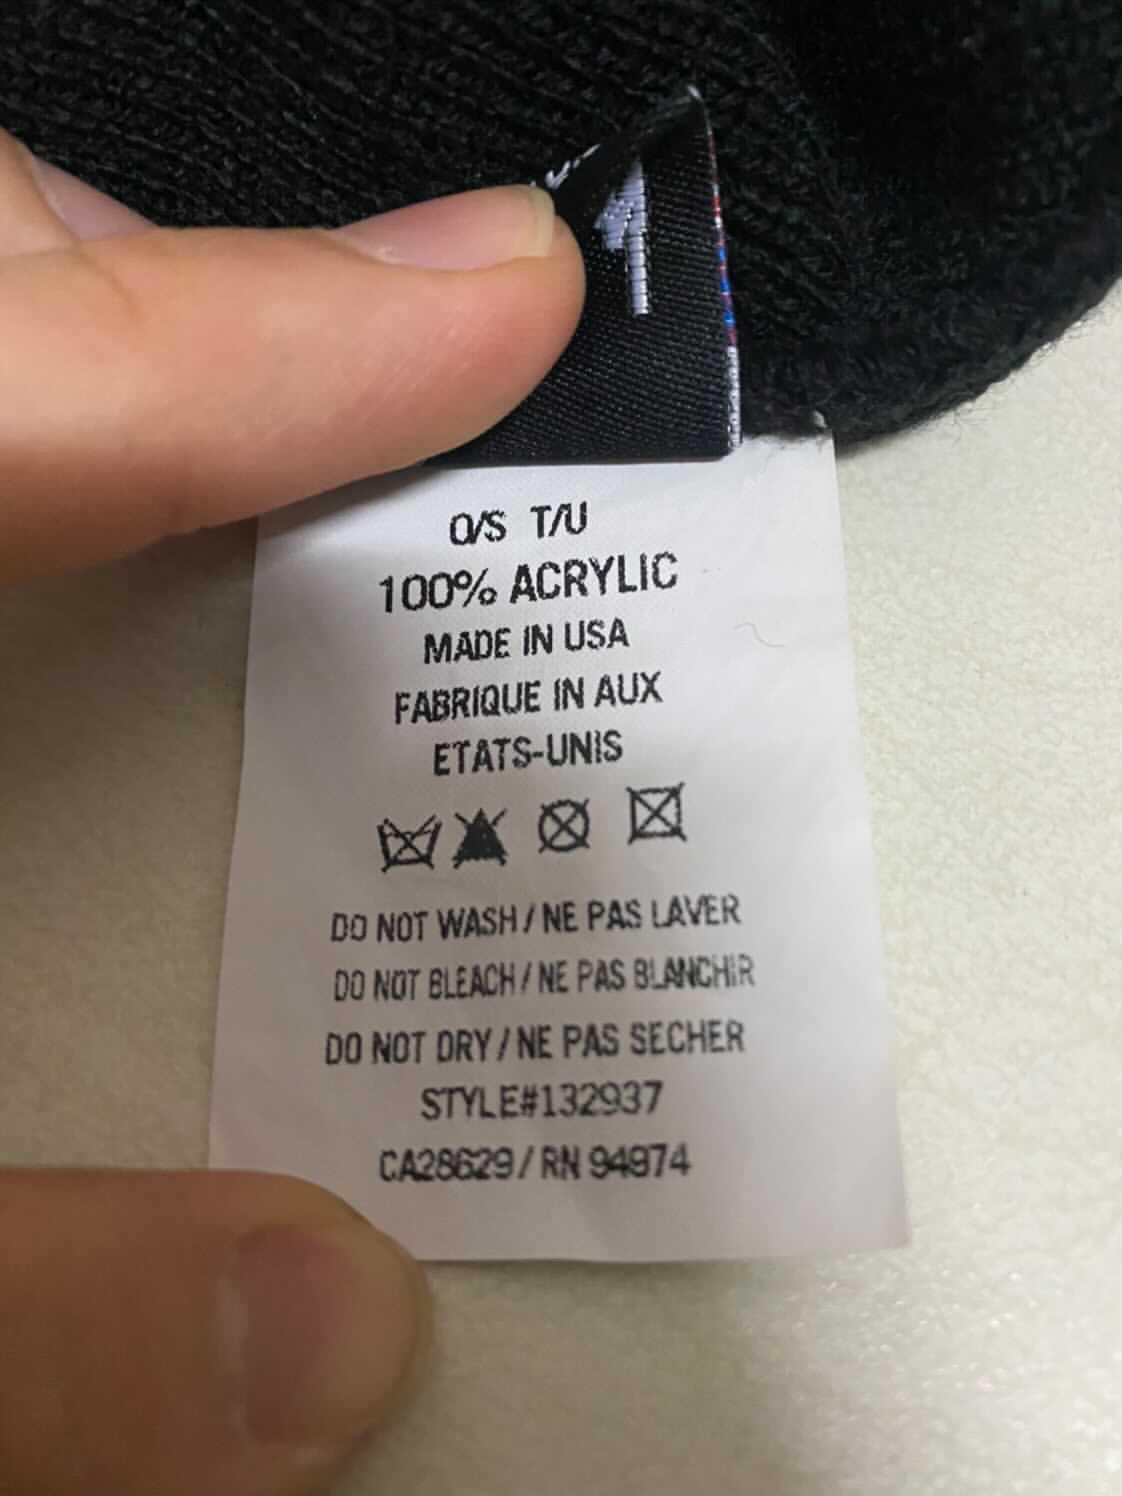 1
O/S T/U
100% ACRYLIC
MADE IN USA
FABRIQUE IN AUX
ETATS-UNIS
DO NOT WASH / NE PAS LAVER
DO NOT BLEACH / NE PAS BLANCHIR
DO NOT DRY / NE PAS SECHER
STYLE#132937
CA28629 / RN 94974